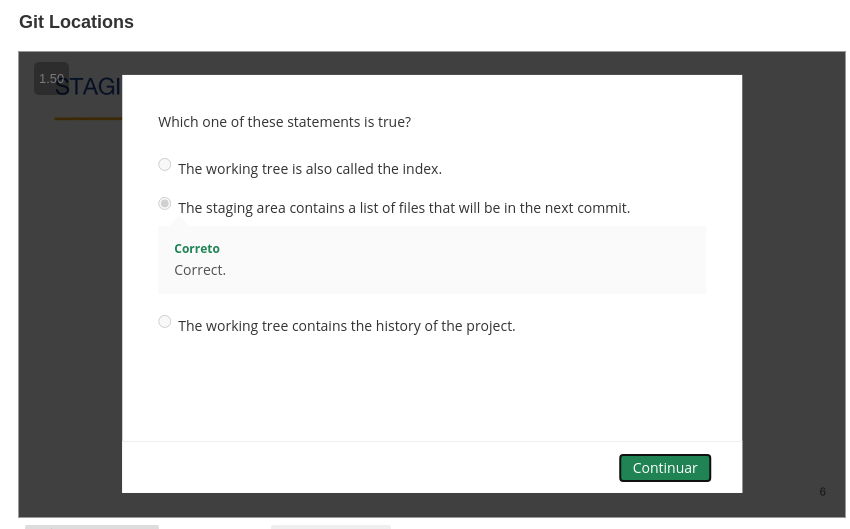 Git Locations
1.50
STAGI
Which one of these statements is true?
The working tree is also called the index.
The staging area contains a list of files that will be in the next commit.
Correto
Correct.
The working tree contains the history of the project.
Continuar
6